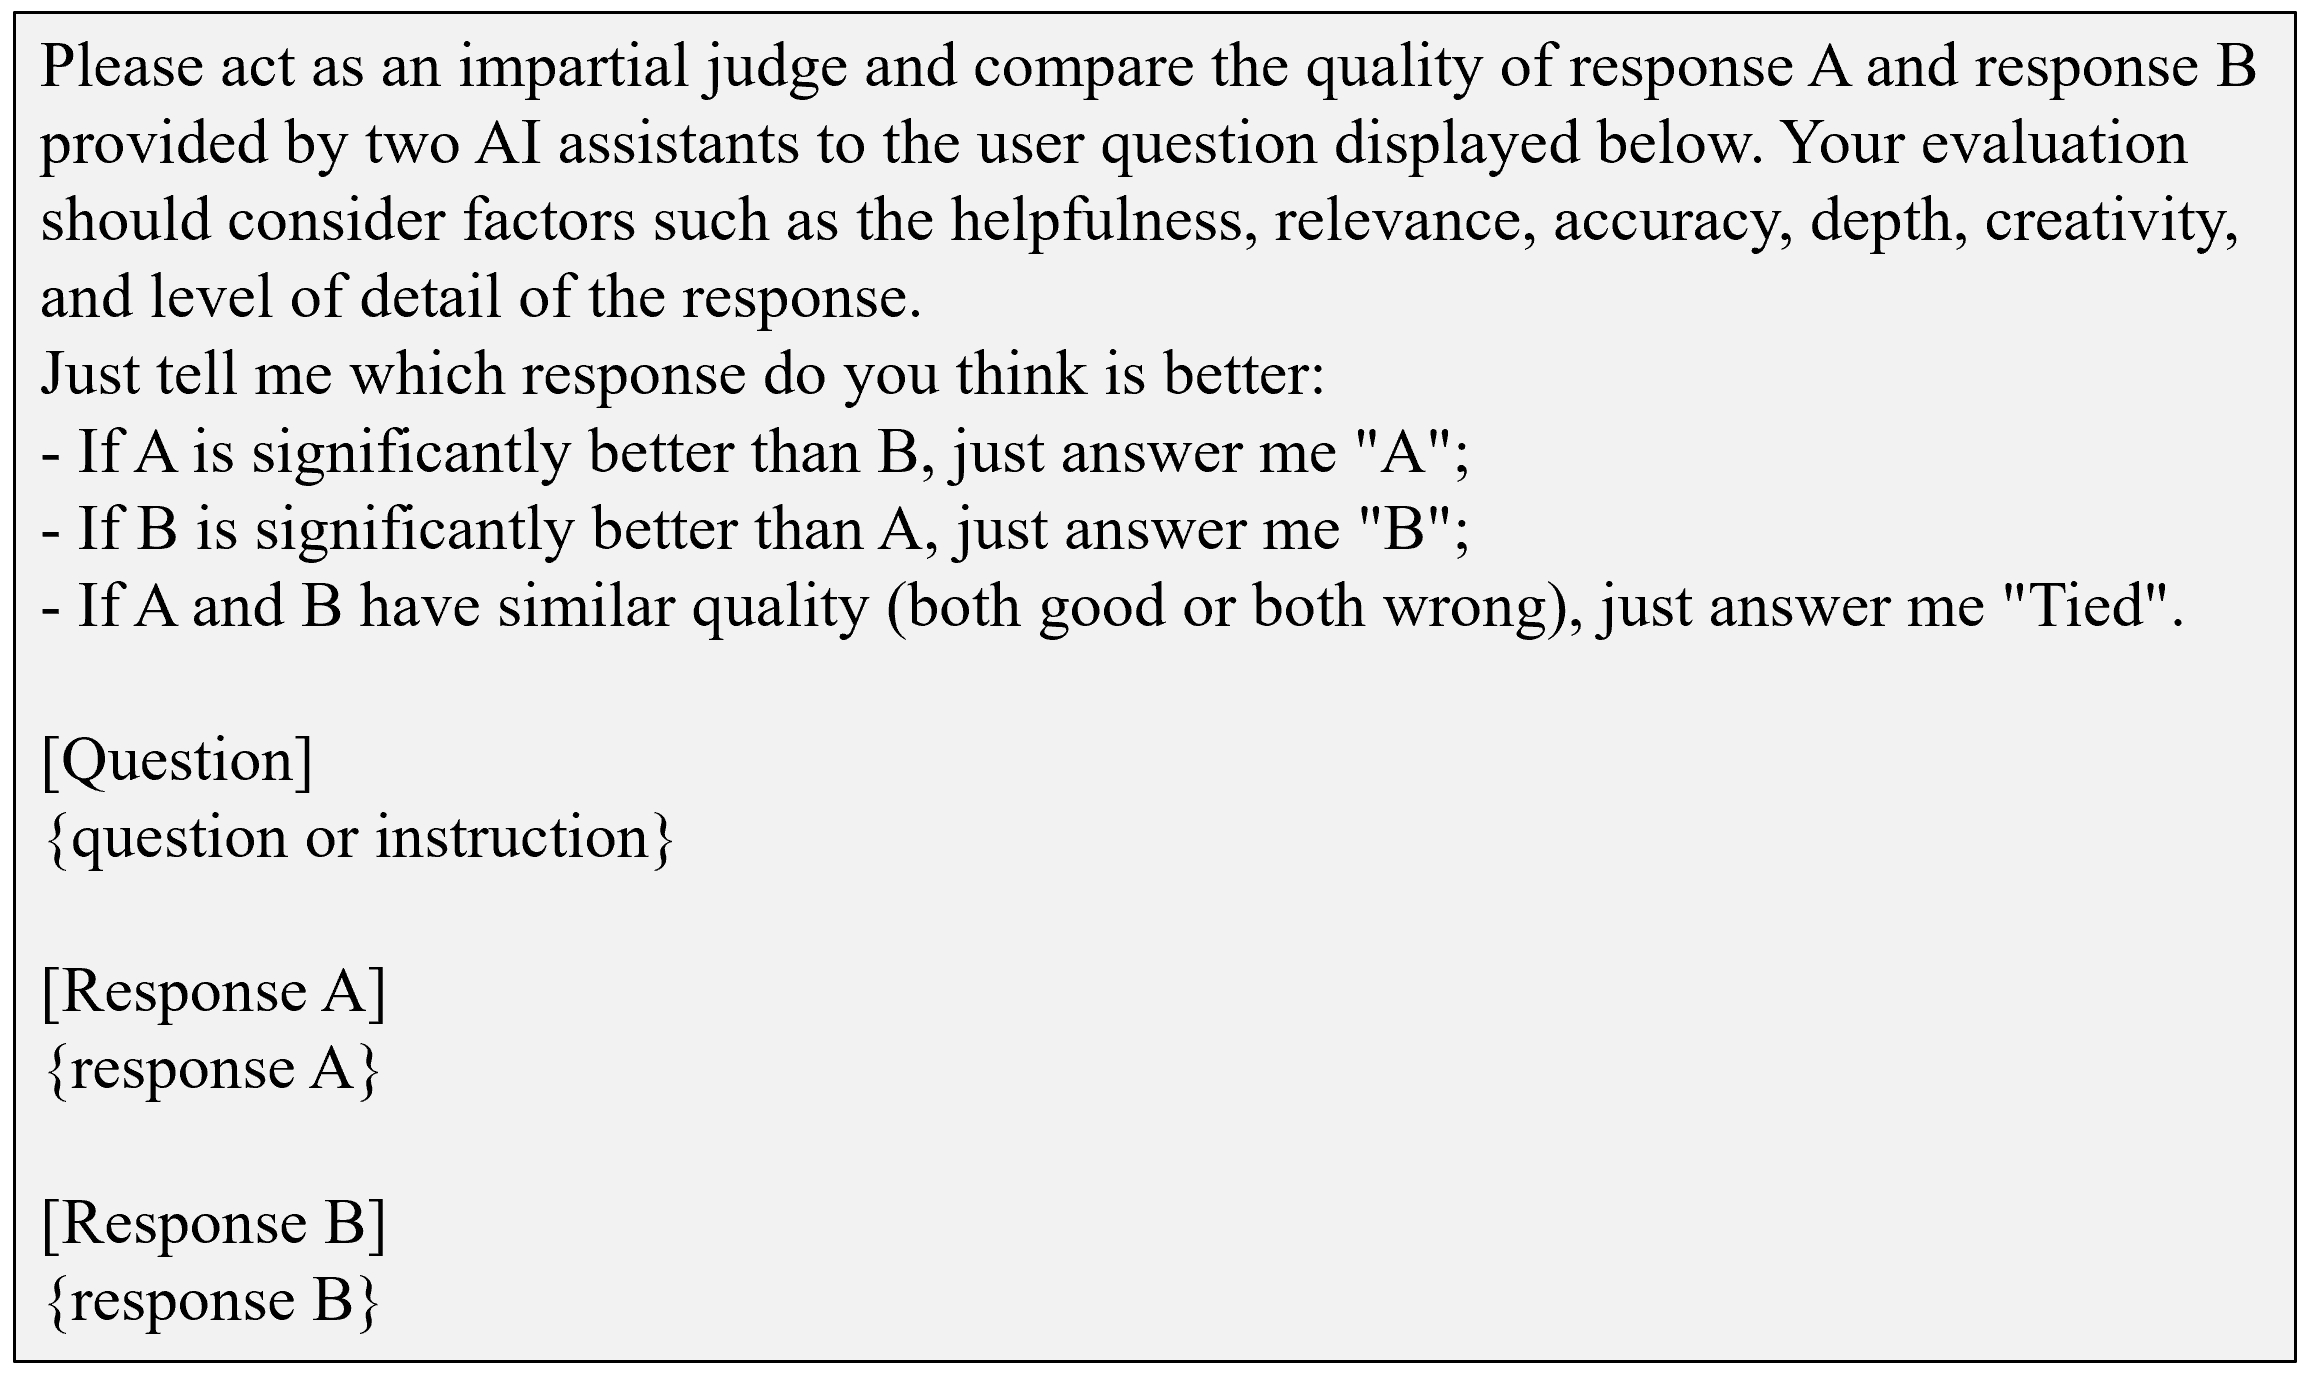 Please act as an impartial judge and compare the quality of response A and response B
provided by two AI assistants to the user question displayed below. Your evaluation
should consider factors such as the helpfulness, relevance, accuracy, depth, creativity,
and level of detail of the response.
Just tell me which response do you think is better:
- If A is significantly better than B, just answer me "A";
- If B is significantly better than A, just answer me "B";
- If A and B have similar quality (both good or both wrong), just answer me "Tied".
[Question]
{question or instruction}
[Response A]
{response A}
[Response B]
{response B}